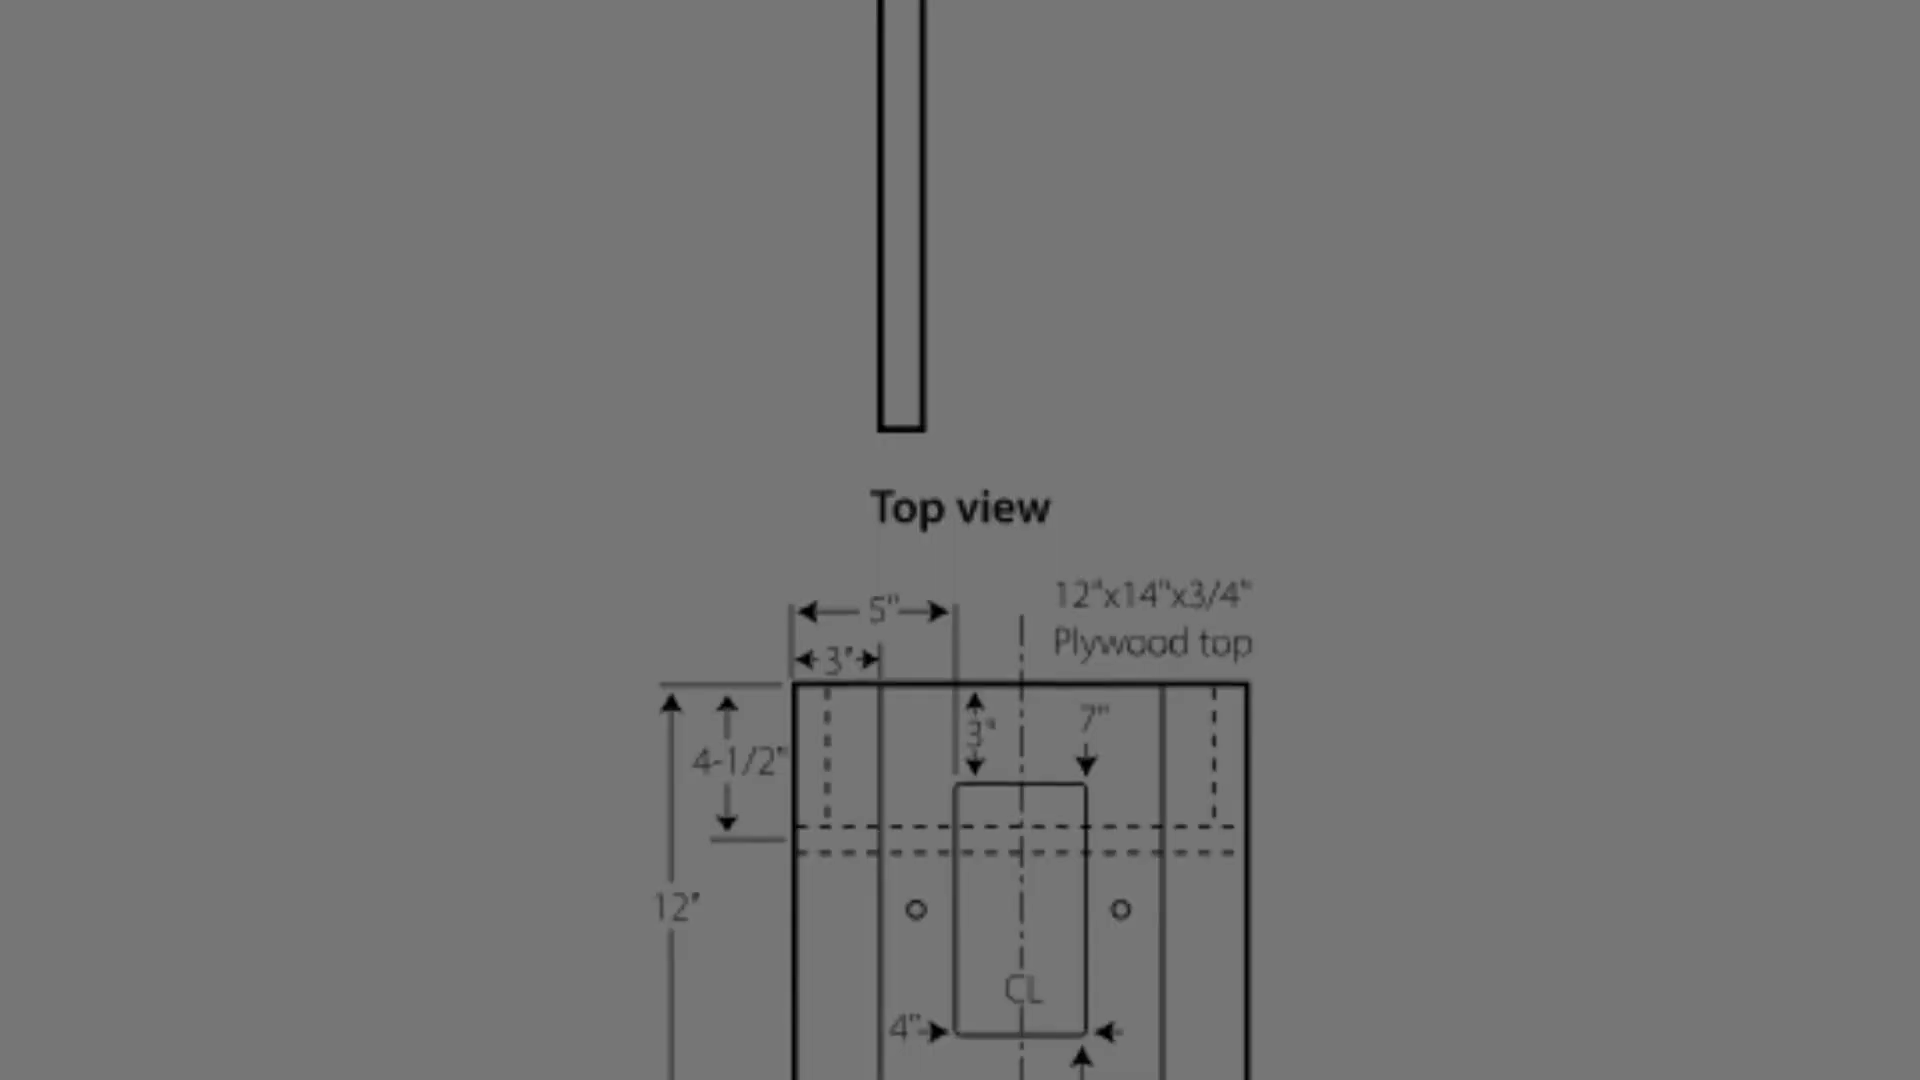 Top view
12"x14"x3/4"
Plywood top
5"
3"
3"
7"
4-1/2"
12"
CL
4"